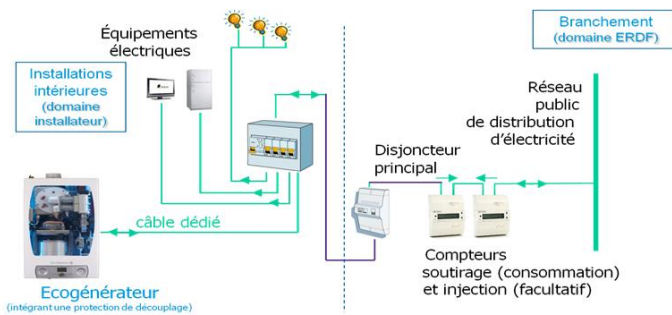 Équipements
électriques
Installations
intérieures
(domaine
installateur)
câble dédié
Ecogénérateur
(intégrant une protection de découplage)
Branchement
(domaine ERDF)
Réseau
public
de distribution
d'électricité
Disjoncteur
principal
Compteurs
soutirage (consommation)
et injection (facultatif)